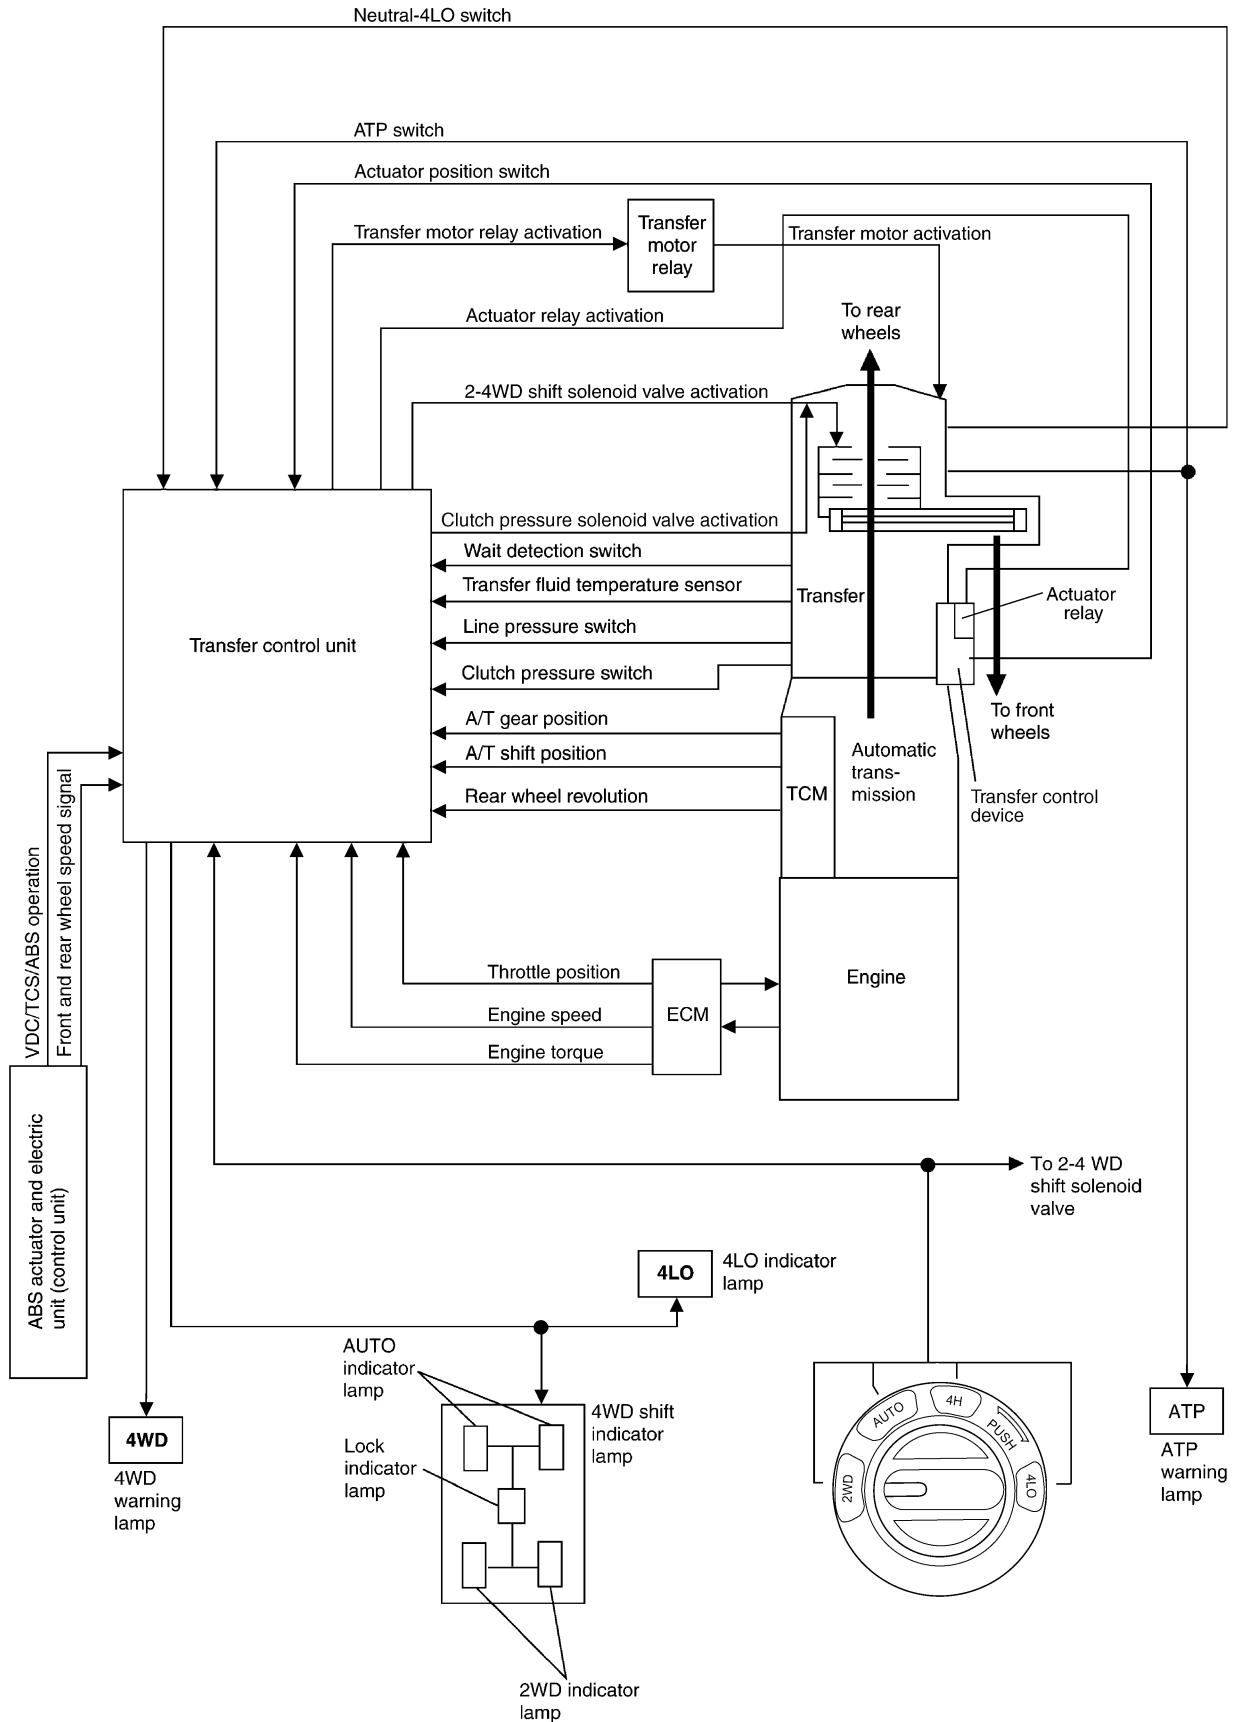 Neutral-4LO switch
ATP switch
Actuator position switch
Transfer motor relay activation
Transfer
motor
relay
Transfer motor activation
Actuator relay activation
To rear
wheels
2-4WD shift solenoid valve activation
Clutch pressure solenoid valve activation
Wait detection switch
Transfer fluid temperature sensor
Line pressure switch
Clutch pressure switch
A/T gear position
A/T shift position
Rear wheel revolution
Transfer control unit
Transfer
Actuator
relay
To front
wheels
Automatic
trans-
mission
TCM
Transfer control
device
VDC/TCS/ABS operation
Front and rear wheel speed signal
Throttle position
Engine speed
Engine torque
ECM
Engine
ABS actuator and electric
unit (control unit)
To 2-4 WD
shift solenoid
valve
4LO
4LO indicator
lamp
AUTO
indicator
lamp
Lock
indicator
lamp
4WD shift
indicator
lamp
2WD indicator
lamp
4WD
4WD
warning
lamp
2WD
AUTO
4H
PUSH
4LO
ATP
ATP
warning
lamp